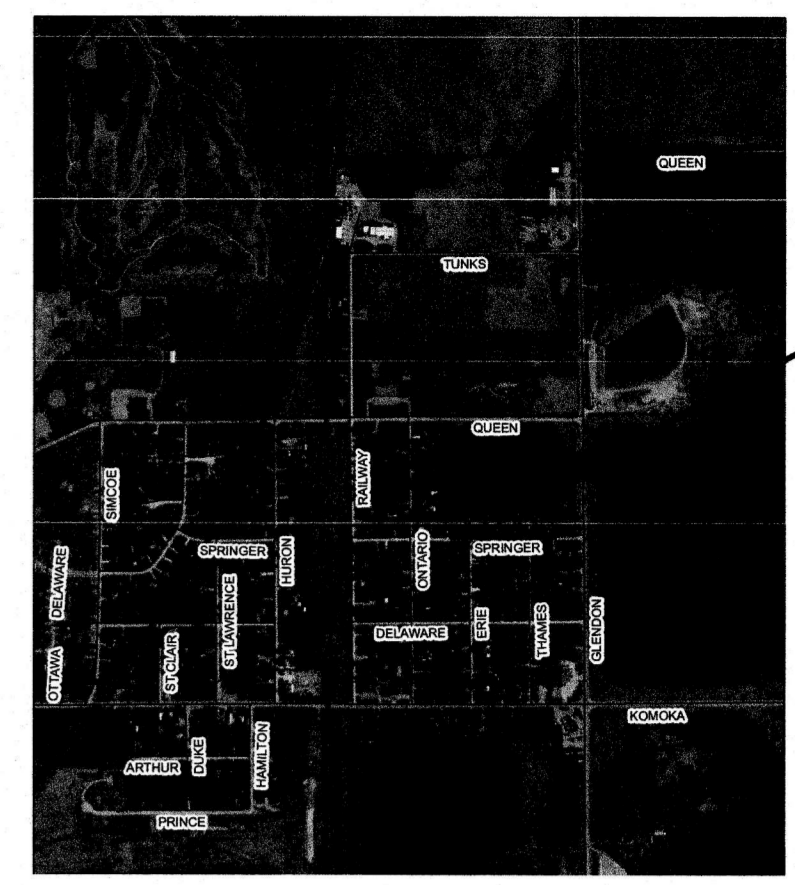 QUEEN
TUNKS
QUEEN
SIMCOE
RAILWAY
SPRINGER
HURON
ONTARIO
SPRINGER
DELAWARE
ST LAWRENCE
DELAWARE
ERIE
THAMES
GLENDON
OTTAWA
ST CLAIR
KOMOKA
ARTHUR
DUKE
HAMILTON
PRINCE